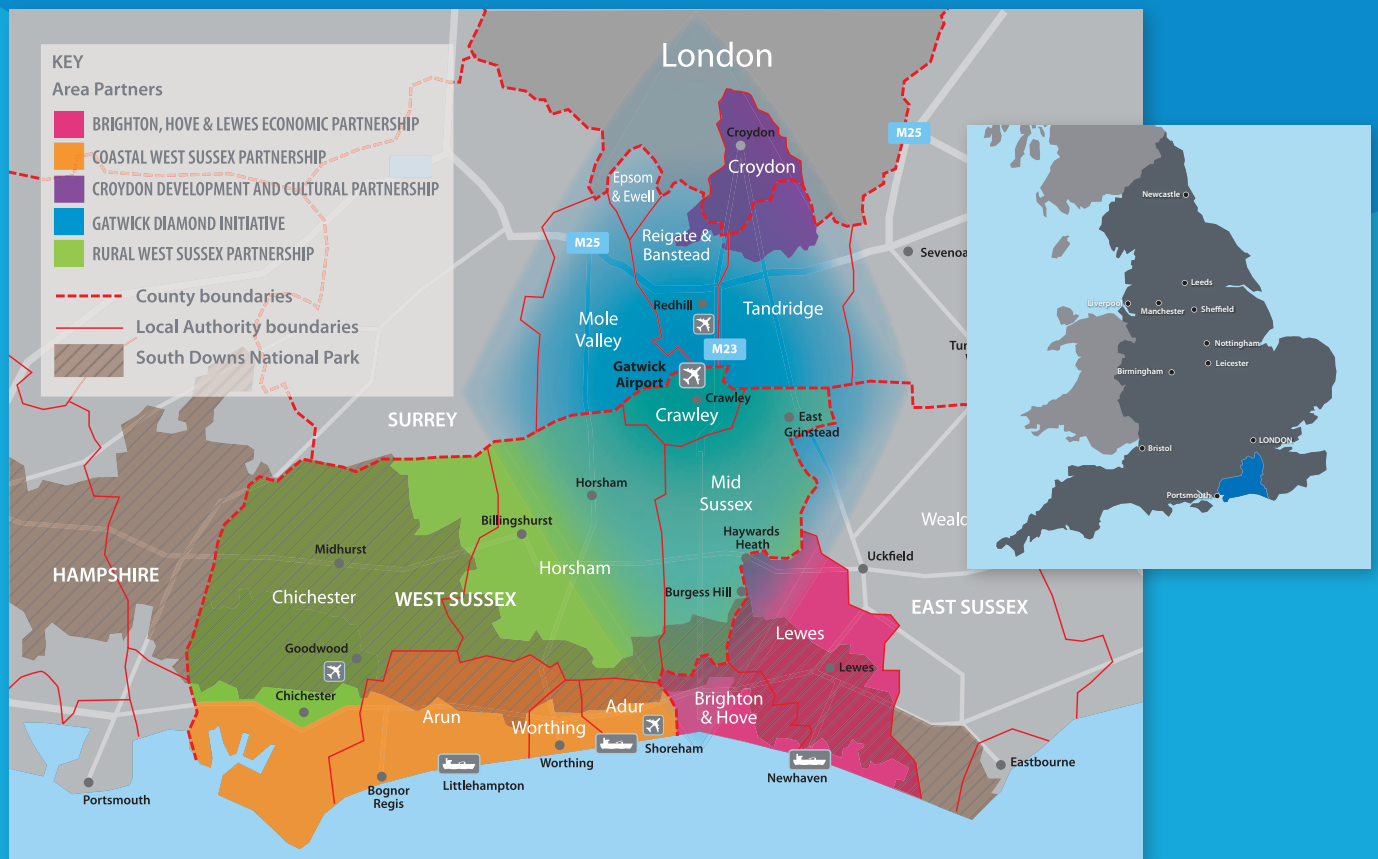 London
KEY
Area Partners
BRIGHTON, HOVE & LEWES ECONOMIC PARTNERSHIP
COASTAL WEST SUSSEX PARTNERSHIP
CROYDON DEVELOPMENT AND CULTURAL PARTNERSHIP
GATWICK DIAMOND INITIATIVE
RURAL WEST SUSSEX PARTNERSHIP
County boundaries
Local Authority boundaries
South Downs National Park
M25
Croydon
Croydon
Epsom
& Ewell
M25
Reigate &
Banstead
Redhill
Mole
Valley
Tandridge
M23
Gatwick
Airport
Crawley
Crawley
East
Grinstead
SURREY
Horsham
Mid
Sussex
Billingshurst
Haywards
Heath
Midhurst
Uckfield
HAMPSHIRE
Chichester
WEST SUSSEX
Horsham
Burgess Hill
EAST SUSSEX
Lewes
Goodwood
Lewes
Chichester
Arun
Worthing
Adur
Brighton
& Hove
Shoreham
Worthing
Newhaven
Eastbourne
Portsmouth
Bognor
Regis
Littlehampton
Sevenoa
Tur
Weald
Newcastle
Leeds
Liverpool
Manchester
Sheffield
Nottingham
Leicester
Birmingham
Bristol
LONDON
Portsmouth